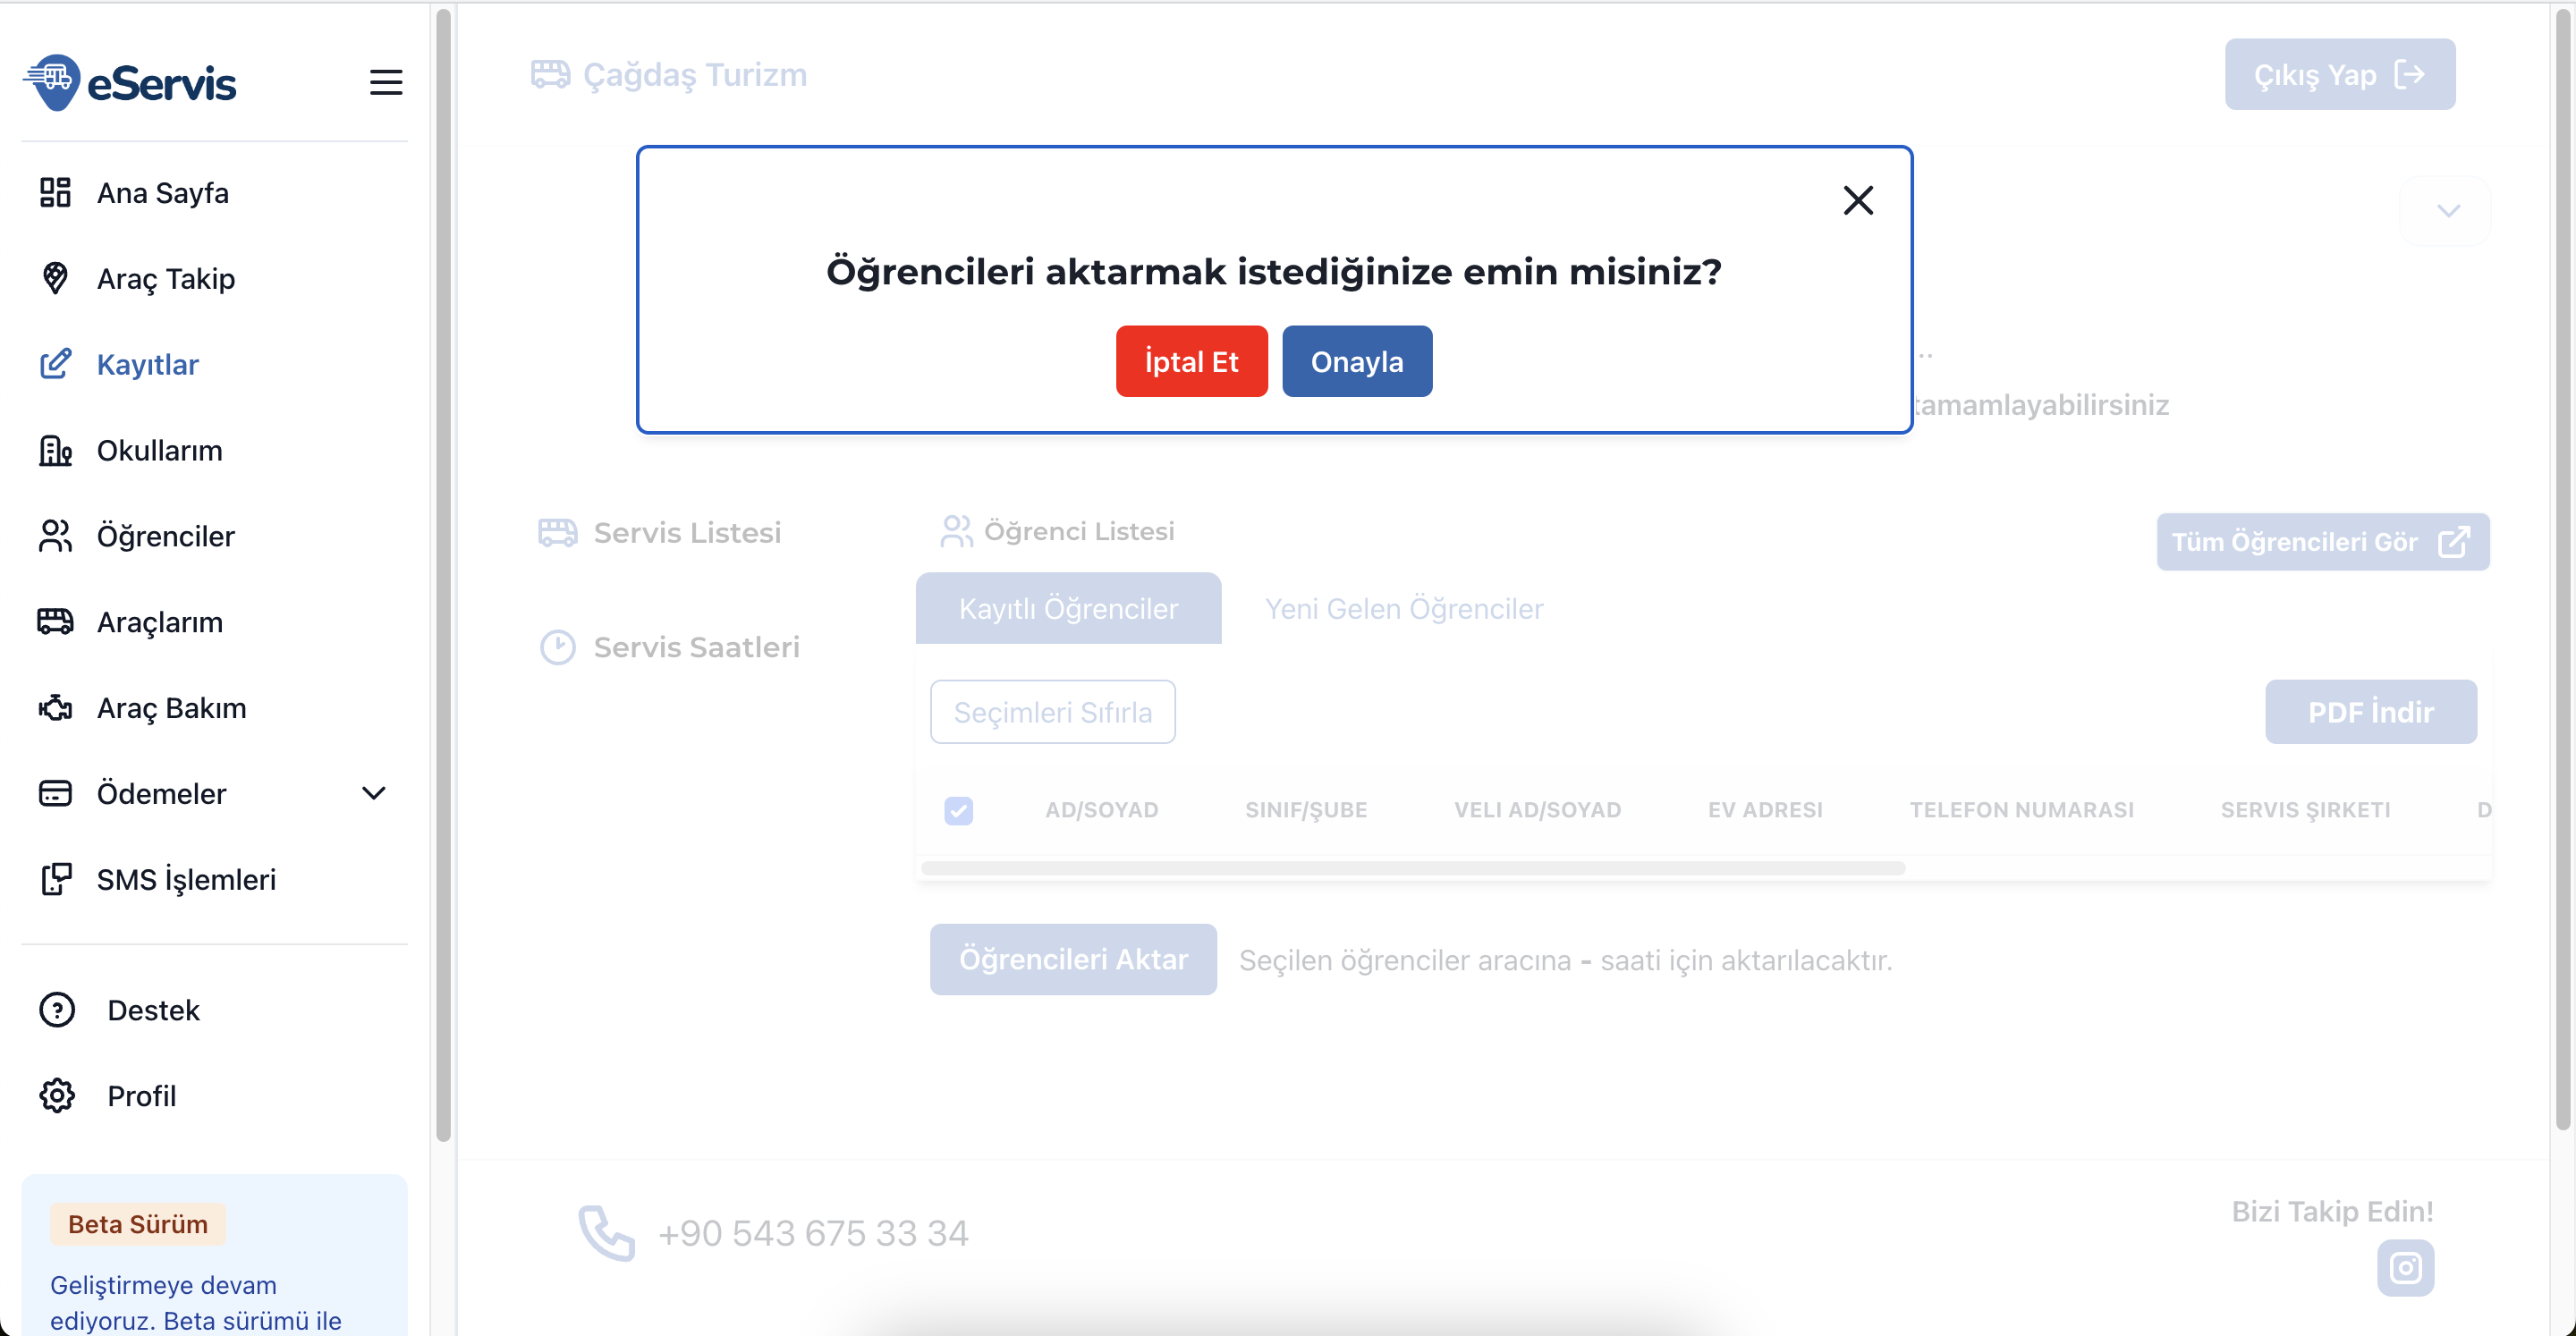 eServis
Ana Sayfa
Araç Takip
Kayıtlar
Okullarım
Öğrenciler
Araçlarım
Araç Bakım
Ödemeler
SMS İşlemleri
Destek
Profil
Beta Sürüm
Geliştirmeye devam
ediyoruz. Beta sürümü ile
Çağdaş Turizm
Çıkış Yap
Öğrencileri aktarmak istediğinize emin misiniz?
İptal Et
Onayla
..
tamamlayabilirsiniz
Servis Listesi
Servis Saatleri
Öğrenci Listesi
Tüm Öğrencileri Gör
Kayıtlı Öğrenciler
Yeni Gelen Öğrenciler
Seçimleri Sıfırla
PDF İndir
AD/SOYAD SINIF/ŞUBE VELI AD/SOYAD EV ADRESI TELEFON NUMARASI SERVIS ŞIRKETI D
Öğrencileri Aktar
Seçilen öğrenciler aracına - saati için aktarılacaktır.
+90 543 675 33 34
Bizi Takip Edin!